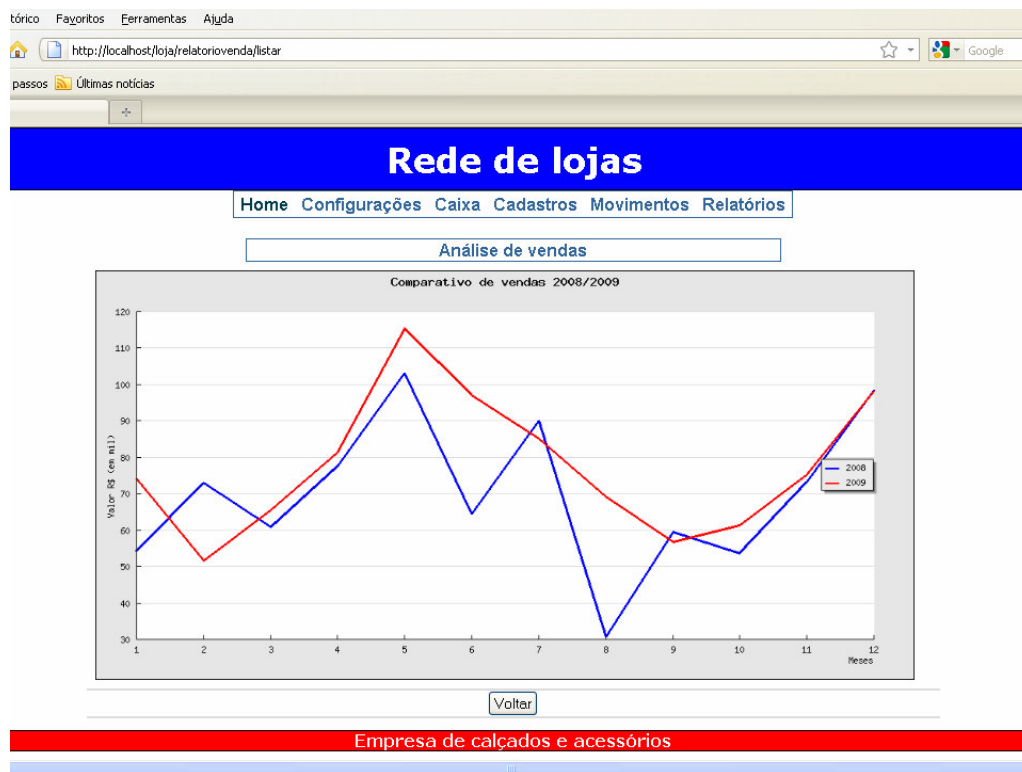 tórico Favoritos Ferramentas Ajuda
http://localhost/loja/relatoriovenda/listar
Google
passos Últimas notícias
Rede de lojas
Home Configurações Caixa Cadastros Movimentos Relatórios
Análise de vendas
Comparativo de vendas 2008/2009
Valor R$ (em mil)
120
110
100
90
80
70
60
50
40
30
2008
2009
1 2 3 4 5 6 7 8 9 10 11 12
Meses
Voltar
Empresa de calçados e acessórios